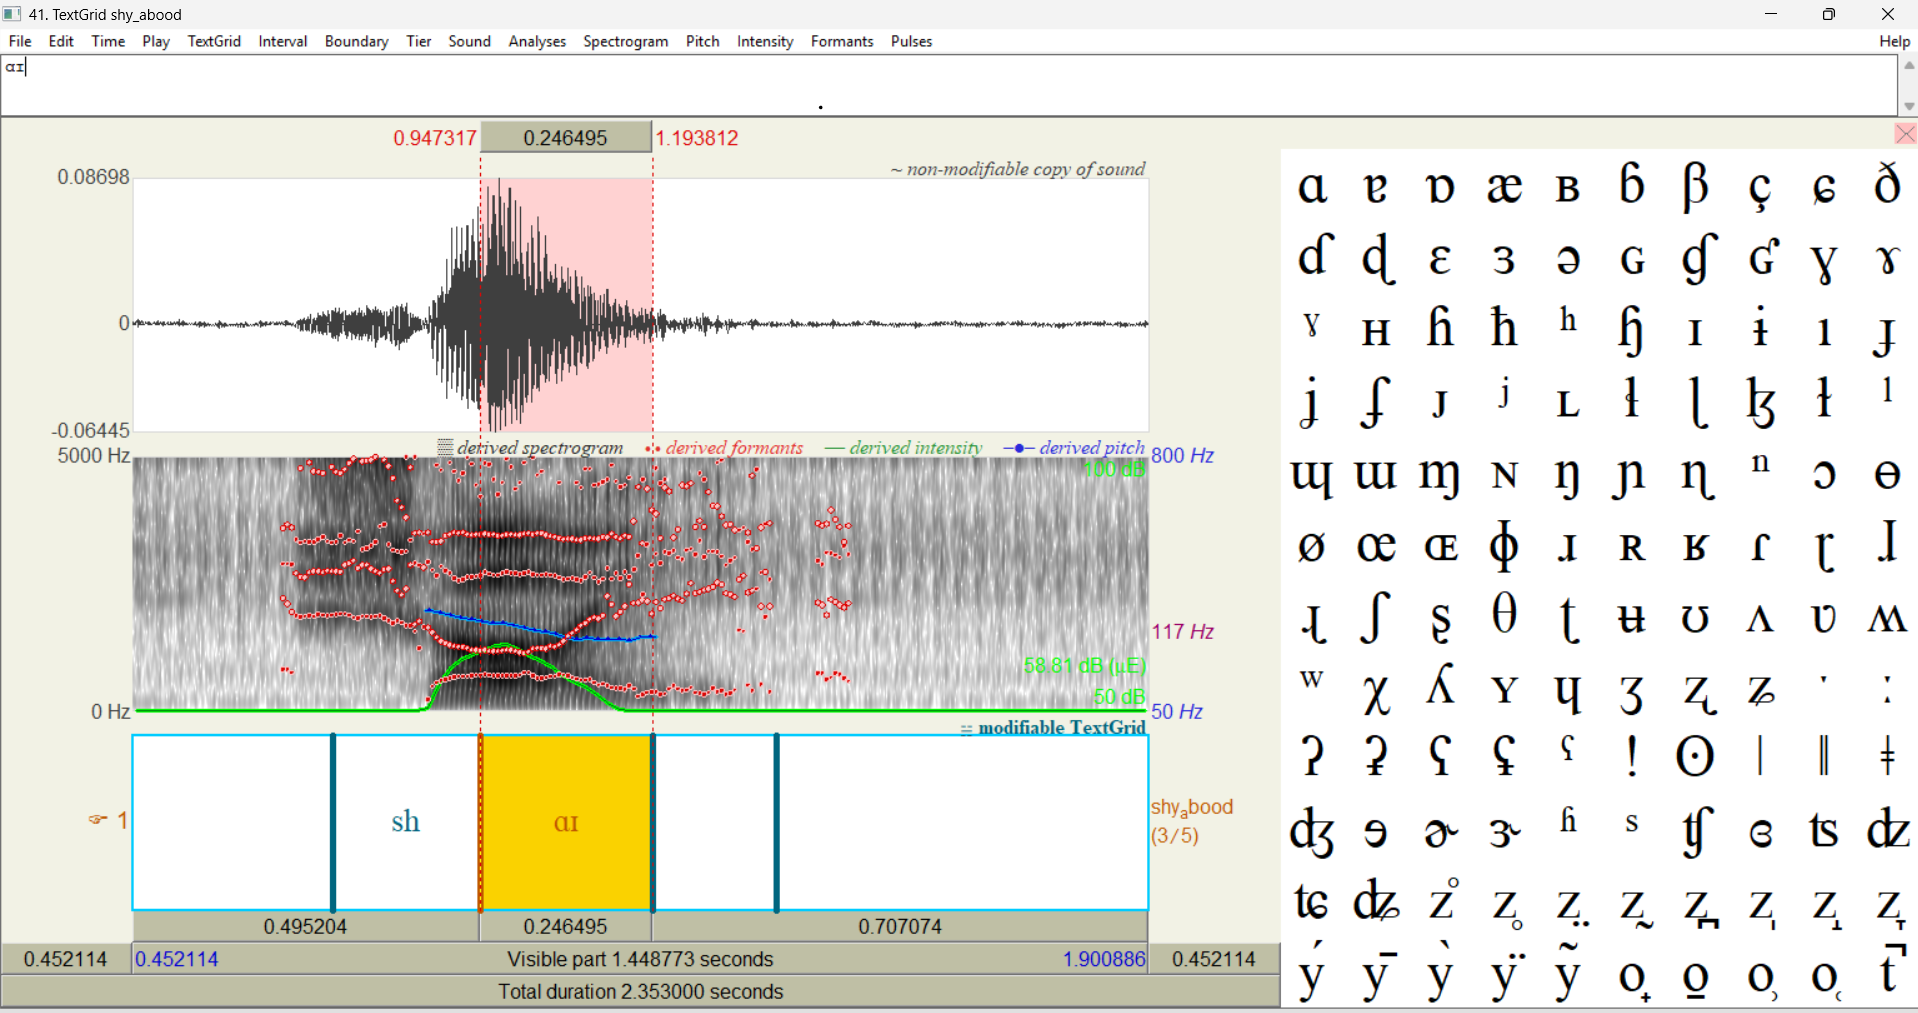 41. TextGrid shy_abood
File Edit Time Play TextGrid Interval Boundary Tier Sound Analyses Spectrogram Pitch Intensity Formants Pulses Help
ɑɪ
0.947317 0.246495 1.193812
0.08698 ~ non-modifiable copy of sound
0
-0.06445
derived spectrogram derived formants derived intensity derived pitch
5000 Hz 800 Hz
100 dB
117 Hz
58.81 dB (µE)
50 dB
0 Hz 50 Hz
modifiable TextGrid
☞ 1 sh ɑɪ shyabood
(3/5)
0.495204 0.246495 0.707074
0.452114 0.452114 Visible part 1.448773 seconds 1.900886 0.452114
Total duration 2.353000 seconds
ɑ ɐ ɒ æ ʙ ɓ β ç ɕ ð
ɗ ɖ ɛ ɜ ə ɢ ɠ ʛ ɣ ɤ
ˠ ʜ ɦ ħ ʰ ɧ ɪ ɨ ı ɟ
ʝ ʄ ᴊ ʲ ʟ ɬ ɭ ɮ ɫ ˡ
ɰ ɯ ɱ ɴ ŋ ɲ ɳ ⁿ ɔ ɵ
ø œ ɶ ɸ ɹ ʀ ʁ ɾ ɽ ɺ
ɻ ʃ ʂ θ ʈ ʉ ʊ ʌ ʋ ʍ
ʷ χ ʎ ʏ ɥ ʒ ʐ ʑ ˑ ː
ʔ ʡ ʕ ʢ ˤ ! ʘ ǀ ǁ ǂ
ʤ ɘ ɚ ɝ ʱ ˢ ʧ ɞ ʦ ʣ
ʨ ʥ z̊ z̥ z̤ z̰ z̺ z̩ z̞
ý ȳ ỳ ÿ ỹ o̟ o̠ o̹ o̜ t̚